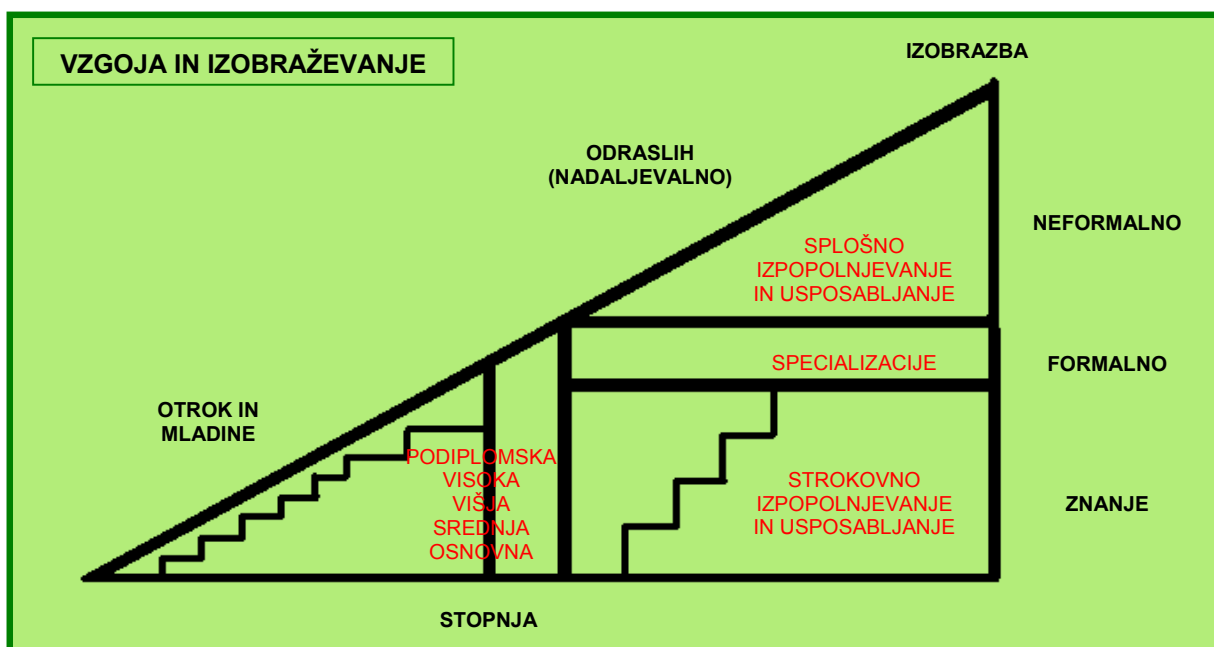 VZGOJA IN IZOBRAŽEVANJE
IZOBRAZBA
ODRASLIH
(NADALJEVALNO)
NEFORMALNO
SPLOŠNO
IZPOPOLNJEVANJE
IN USPOSABLJANJE
SPECIALIZACIJE
FORMALNO
OTROK IN
MLADINE
PODIPLOMSKA
VISOKA
VIŠJA
SREDNJA
OSNOVNA
STROKOVNO
IZPOPOLNJEVANJE
IN USPOSABLJANJE
ZNANJE
STOPNJA